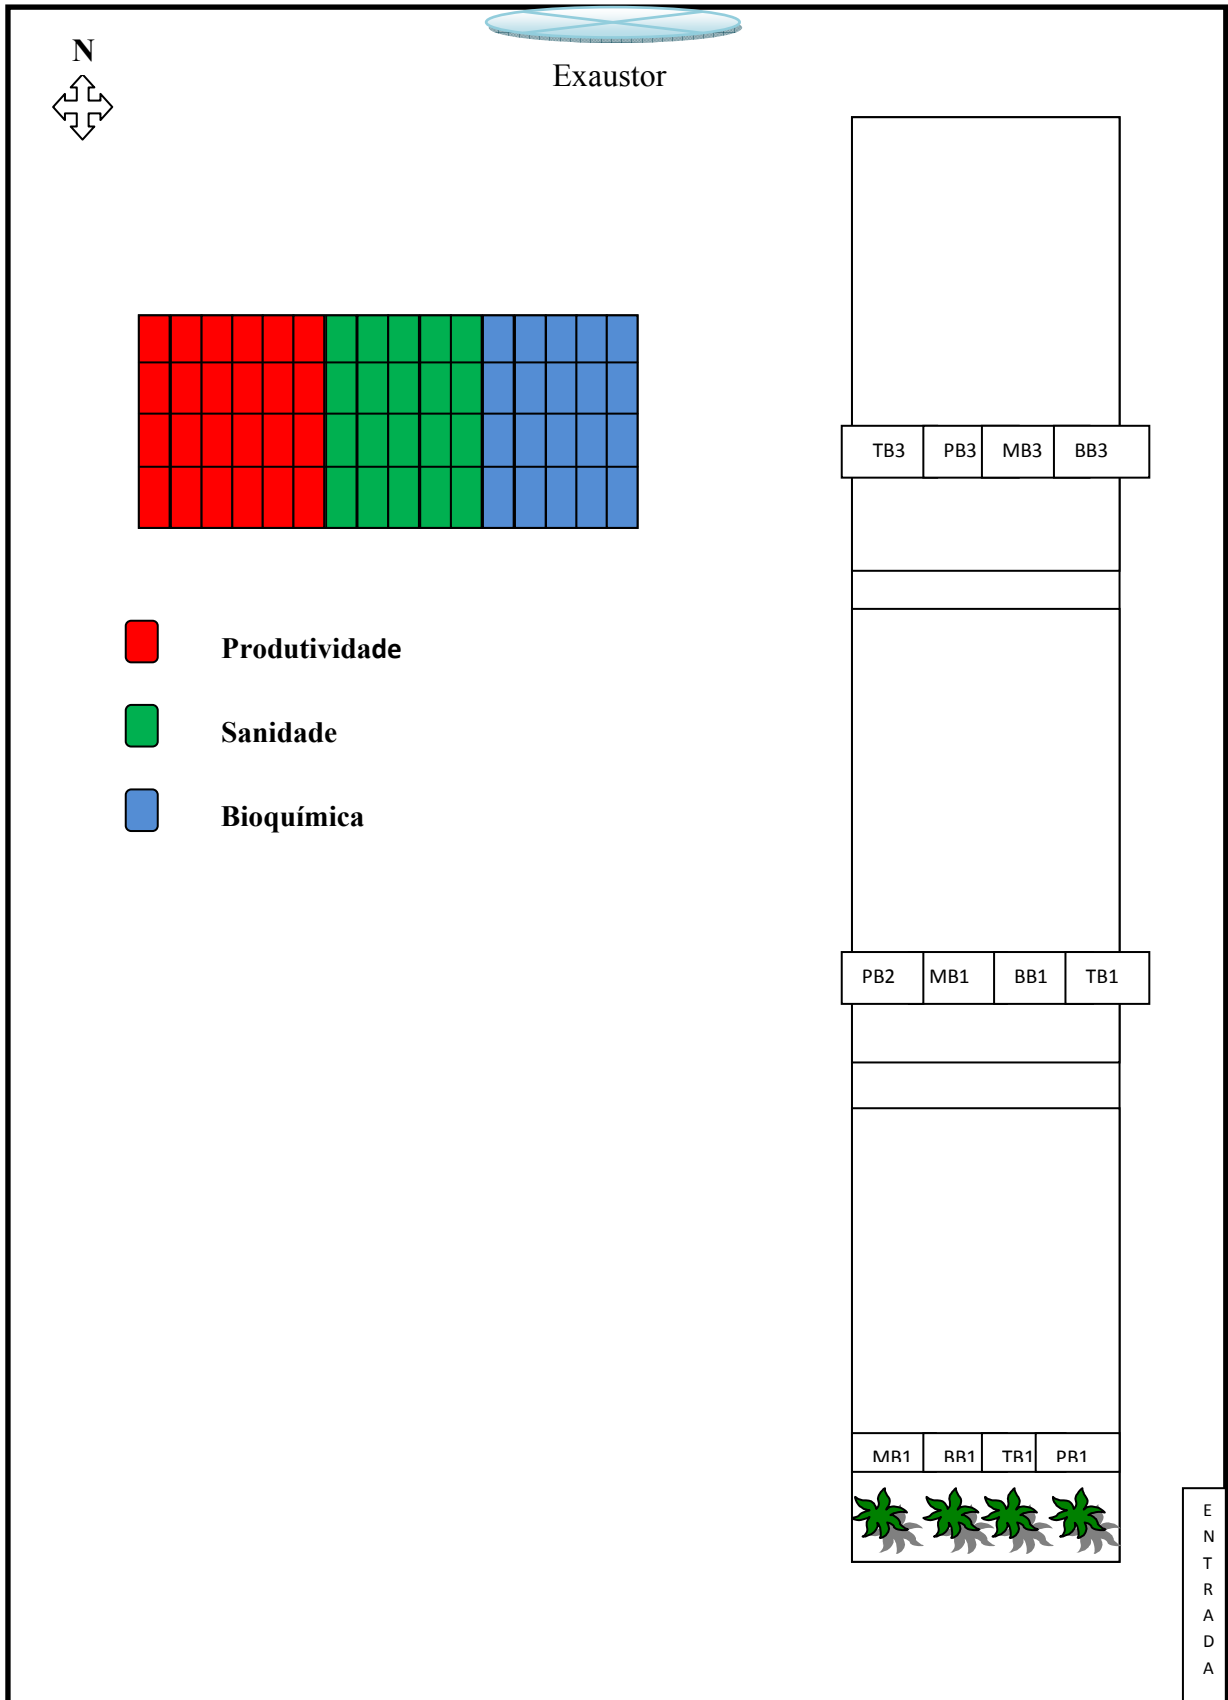 N
Exaustor
TB3 PB3 MB3 BB3
Produtividade
Sanidade
Bioquímica
PB2 MB1 BB1 TB1
MB1 BB1 TB1 PB1
E
N
T
R
A
D
A